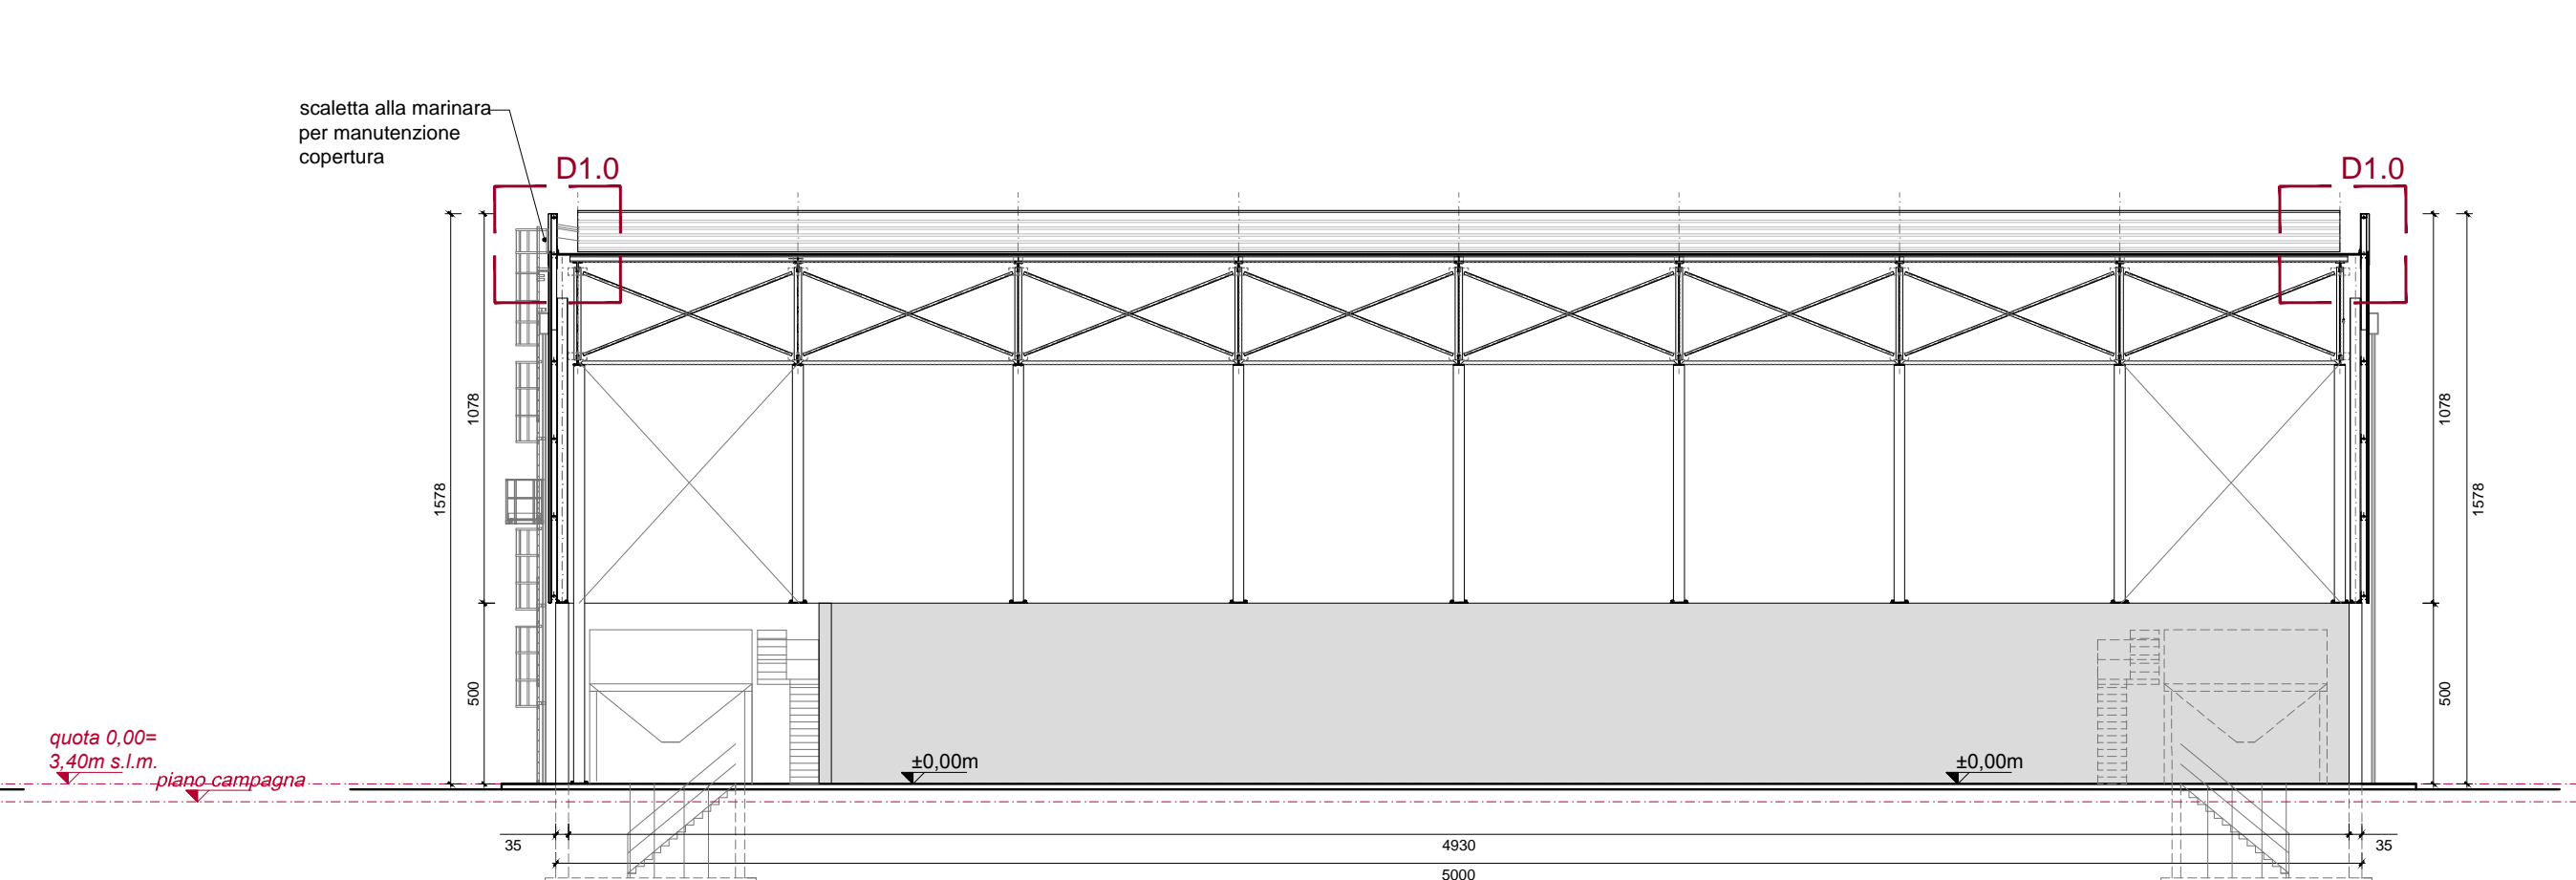 scaletta alla marinara
per manutenzione
copertura
D1.0
D1.0
1578
1078
500
1078
1578
500
quota 0,00=
3,40m s.l.m.
piano campagna
±0,00m
±0,00m
35
4930
35
5000